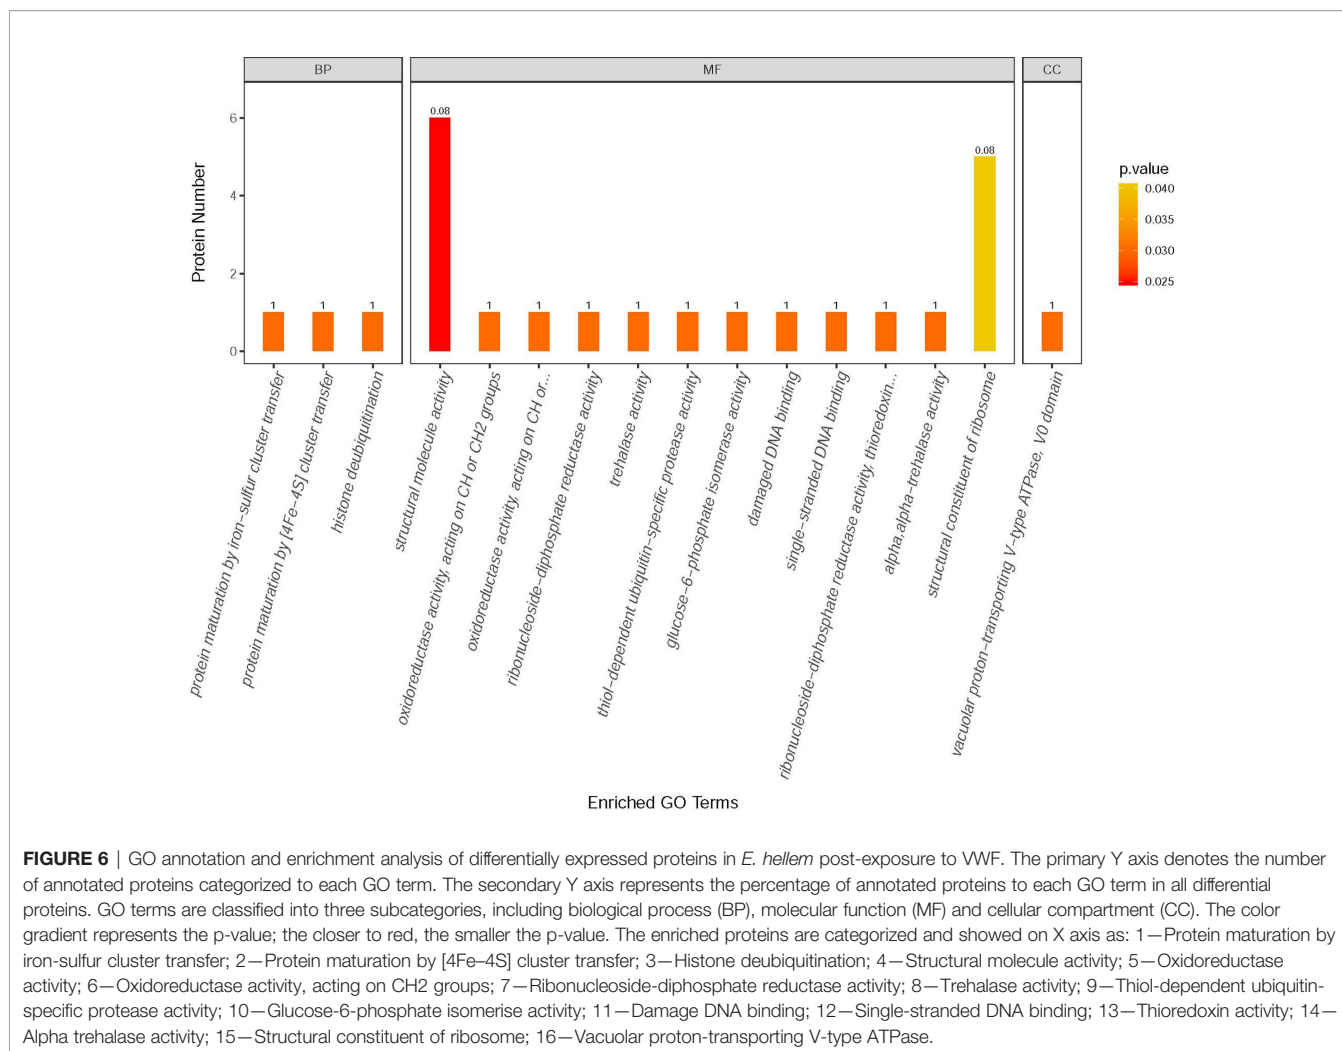 BP
MF
CC
Protein Number
6
4
2
0
1
1
1
0.08
1
1
1
1
1
1
1
1
1
1
0.08
1
p.value
0.040
0.035
0.030
0.025
protein maturation by iron−sulfur cluster transfer
protein maturation by [4Fe−4S] cluster transfer
histone deubiquitination
structural molecule activity
oxidoreductase activity, acting on CH or CH2 groups
oxidoreductase activity, acting on CH or...
ribonucleoside−diphosphate reductase activity
trehalase activity
thiol−dependent ubiquitin−specific protease activity
glucose−6−phosphate isomerase activity
damaged DNA binding
single−stranded DNA binding
ribonucleoside−diphosphate reductase activity, thioredoxin...
alpha,alpha−trehalase activity
structural constituent of ribosome
vacuolar proton−transporting V−type ATPase, V0 domain
Enriched GO Terms
FIGURE 6 | GO annotation and enrichment analysis of differentially expressed proteins in E. hellem post-exposure to VWF. The primary Y axis denotes the number
of annotated proteins categorized to each GO term. The secondary Y axis represents the percentage of annotated proteins to each GO term in all differential
proteins. GO terms are classified into three subcategories, including biological process (BP), molecular function (MF) and cellular compartment (CC). The color
gradient represents the p-value; the closer to red, the smaller the p-value. The enriched proteins are categorized and showed on X axis as: 1—Protein maturation by
iron-sulfur cluster transfer; 2—Protein maturation by [4Fe–4S] cluster transfer; 3—Histone deubiquitination; 4—Structural molecule activity; 5—Oxidoreductase
activity; 6—Oxidoreductase activity, acting on CH2 groups; 7—Ribonucleoside-diphosphate reductase activity; 8—Trehalase activity; 9—Thiol-dependent ubiquitin-
specific protease activity; 10—Glucose-6-phosphate isomerise activity; 11—Damage DNA binding; 12—Single-stranded DNA binding; 13—Thioredoxin activity; 14—
Alpha trehalase activity; 15—Structural constituent of ribosome; 16—Vacuolar proton-transporting V-type ATPase.